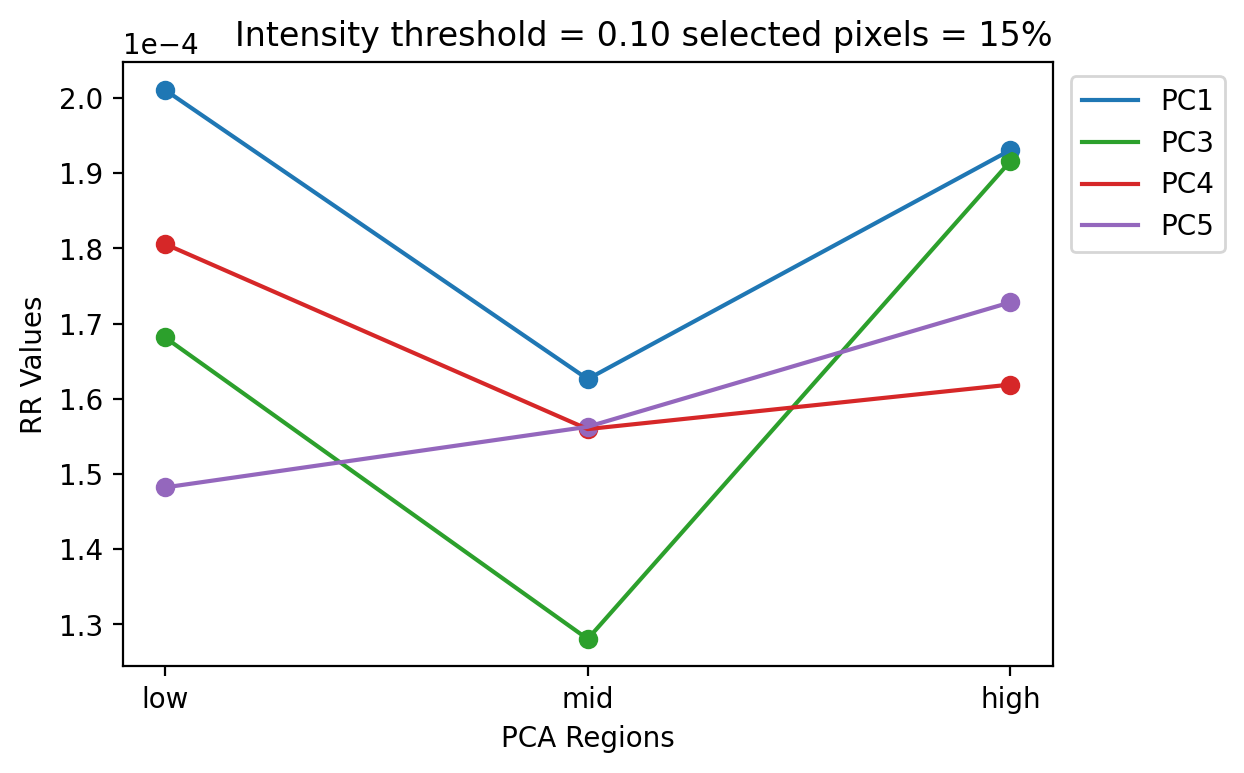 Intensity threshold = 0.10 selected pixels = 15%
1e−4
2.0
1.9
1.8
1.7
1.6
1.5
1.4
1.3
RR Values
low
mid
high
PCA Regions
PC1
PC3
PC4
PC5